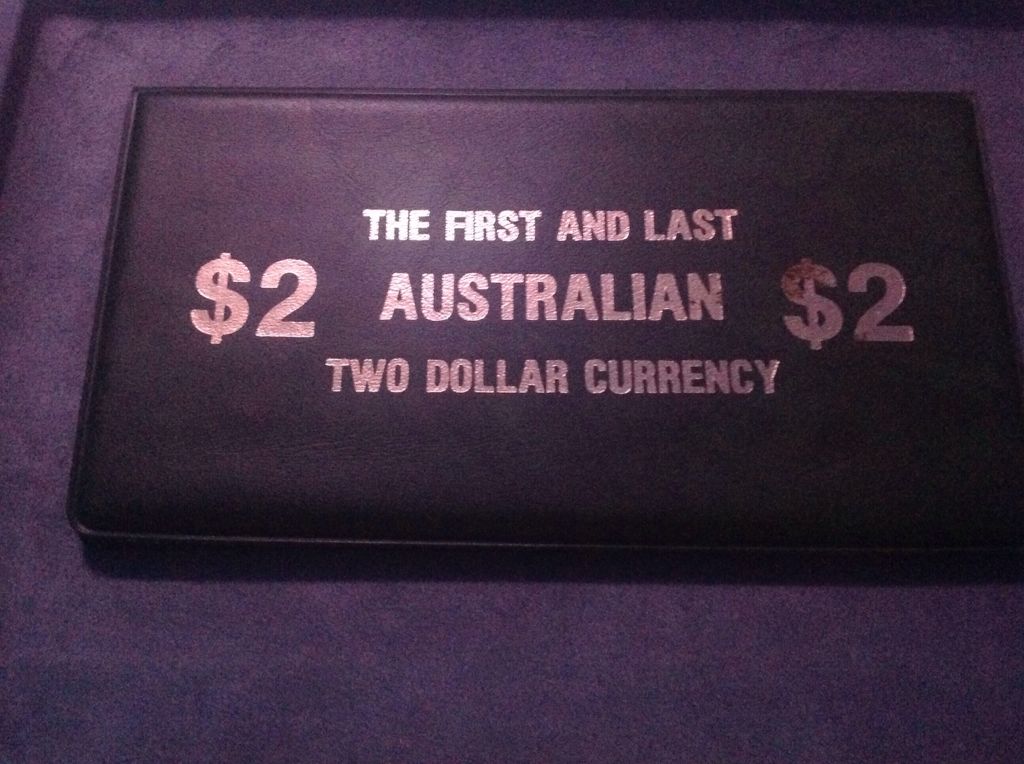 THE FIRST AND LAST
$2 AUSTRALIAN $2
TWO DOLLAR CURRENCY